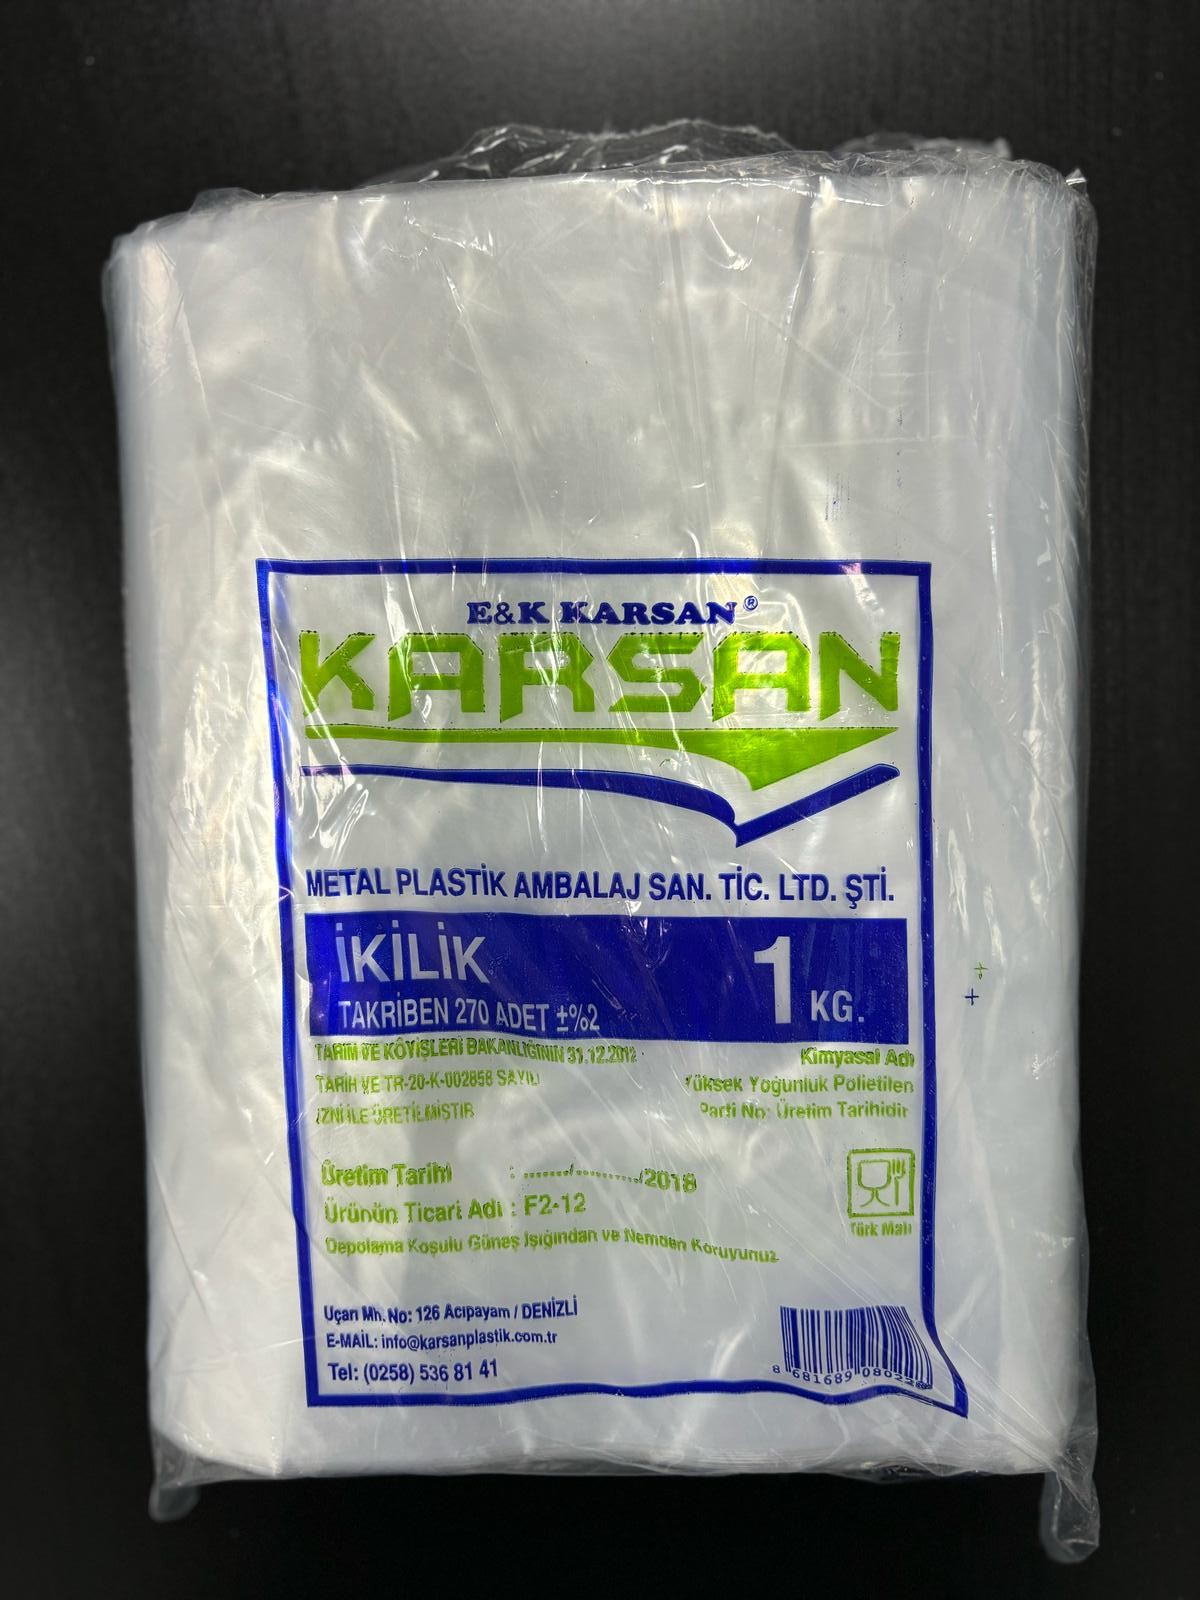 E&K KARSAN®
KARSAN
METAL PLASTİK AMBALAJ SAN. TİC. LTD. ŞTİ.
İKİLİK
TAKRİBEN 270 ADET ±%2
1 KG.
TARIM VE KÖYİŞLERİ BAKANLIĞININ 31.12.2012
TARİH VE TR-20-K-002858 SAYILI
İZNİ İLE ÜRETİLMİŞTİR
Kimyasal Adı
Yüksek Yoğunluk Polietilen
Parti No: Üretim Tarihidir
Üretim Tarihi : ......./.........../2018
Ürünün Ticari Adı : F2-12
Depolama Koşulu Güneş Işığından ve Nemden Koruyunuz
Türk Malı
Uçarı Mh. No: 126 Acıpayam / DENİZLİ
E-MAİL: info@karsanplastik.com.tr
Tel: (0258) 536 81 41
8 681689 080228